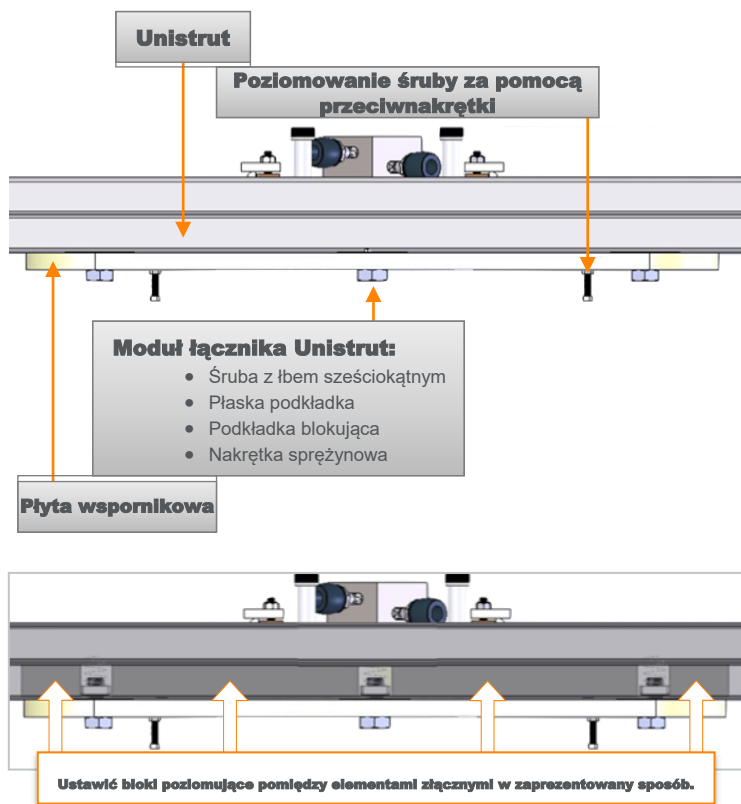 Unistrut
Poziomowanie śruby za pomocą
przeciwnakrętki
Moduł łącznika Unistrut:
• Śruba z łbem sześciokątnym
• Płaska podkładka
• Podkładka blokująca
• Nakrętka sprężynowa
Płyta wspornikowa
Ustawić bloki poziomujące pomiędzy elementami złącznymi w zaprezentowany sposób.